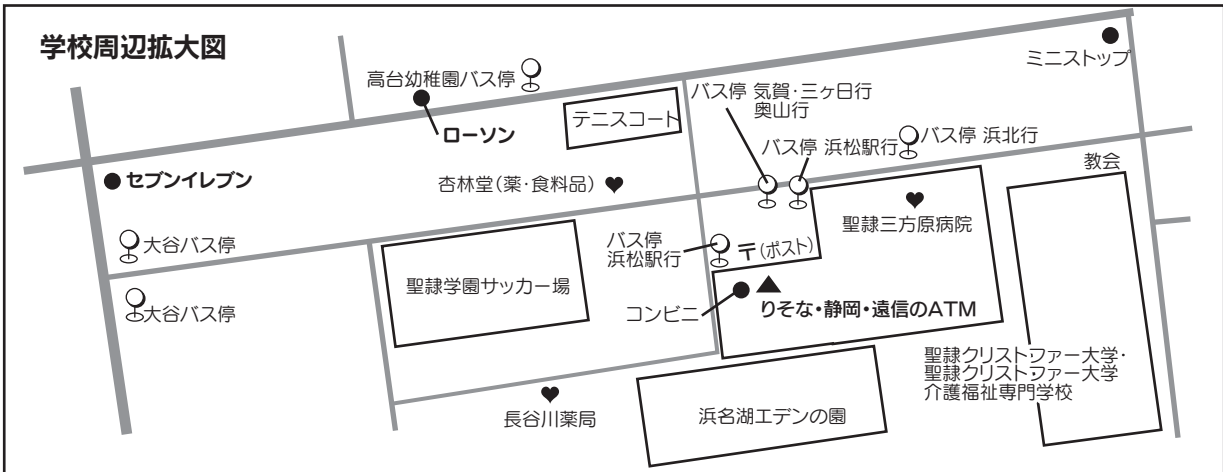 学校周辺拡大図
ミニストップ
高台幼稚園バス停
バス停 気賀・三ヶ日行
奥山行
ローソン
テニスコート
バス停 浜松駅行
バス停 浜北行
教会
セブンイレブン
杏林堂(薬・食料品)
聖隷三方原病院
大谷バス停
バス停
浜松駅行
〒(ポスト)
聖隷学園サッカー場
コンビニ
りそな・静岡・遠信のATM
大谷バス停
聖隷クリストファー大学・
聖隷クリストファー大学
介護福祉専門学校
長谷川薬局
浜名湖エデンの園